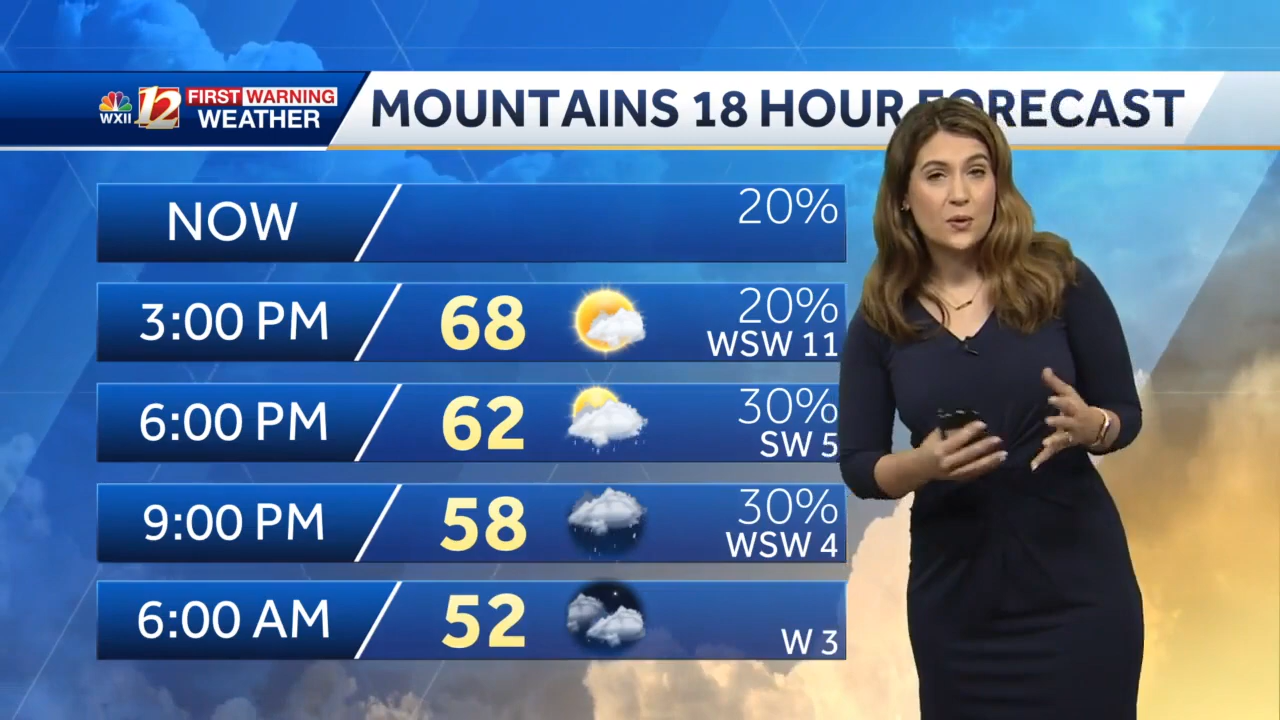 WXII 12 FIRST WARNING
WEATHER
MOUNTAINS 18 HOUR FORECAST
NOW 20%
3:00 PM 68 20%
WSW 11
6:00 PM 62 30%
SW 5
9:00 PM 58 30%
WSW 4
6:00 AM 52
W 3